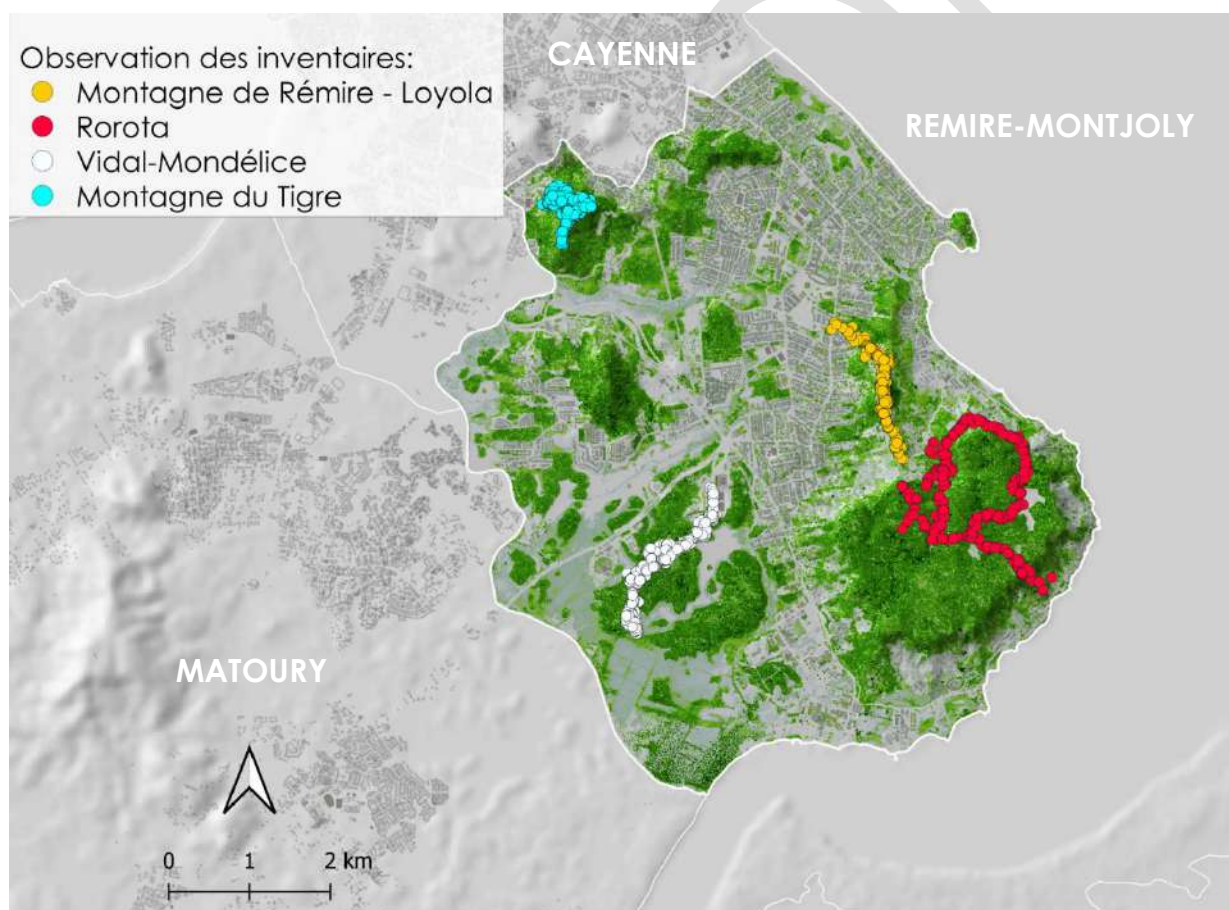 Observation des inventaires:
Montagne de Rémire - Loyola
Rorota
Vidal-Mondélice
Montagne du Tigre
CAYENNE
REMIRE-MONTJOLY
MATOURY
0 1 2 km